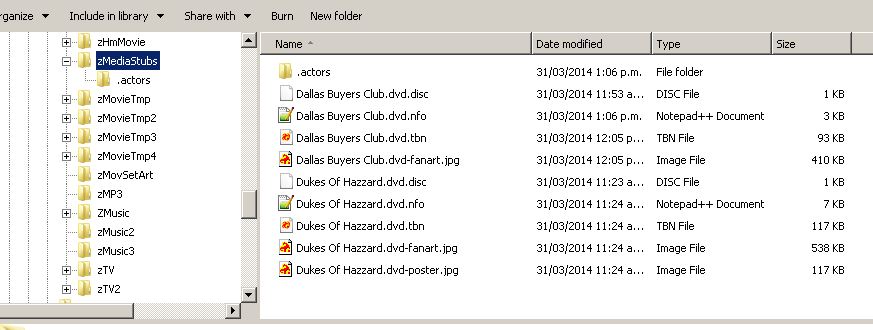 rganize Include in library Share with Burn New folder
zHmMovie
zMediaStubs
.actors
zMovieTmp
zMovieTmp2
zMovieTmp3
zMovieTmp4
zMovSetArt
zMP3
ZMusic
zMusic2
zMusic3
zTV
zTV2
Name Date modified Type Size
.actors 31/03/2014 1:06 p.m. File folder
Dallas Buyers Club.dvd.disc 31/03/2014 11:53 a... DISC File 1 KB
Dallas Buyers Club.dvd.nfo 31/03/2014 1:06 p.m. Notepad++ Document 3 KB
Dallas Buyers Club.dvd.tbn 31/03/2014 12:05 p... TBN File 93 KB
Dallas Buyers Club.dvd-fanart.jpg 31/03/2014 12:05 p... Image File 410 KB
Dukes Of Hazzard.dvd.disc 31/03/2014 11:23 a... DISC File 1 KB
Dukes Of Hazzard.dvd.nfo 31/03/2014 11:24 a... Notepad++ Document 7 KB
Dukes Of Hazzard.dvd.tbn 31/03/2014 11:24 a... TBN File 117 KB
Dukes Of Hazzard.dvd-fanart.jpg 31/03/2014 11:24 a... Image File 538 KB
Dukes Of Hazzard.dvd-poster.jpg 31/03/2014 11:24 a... Image File 117 KB